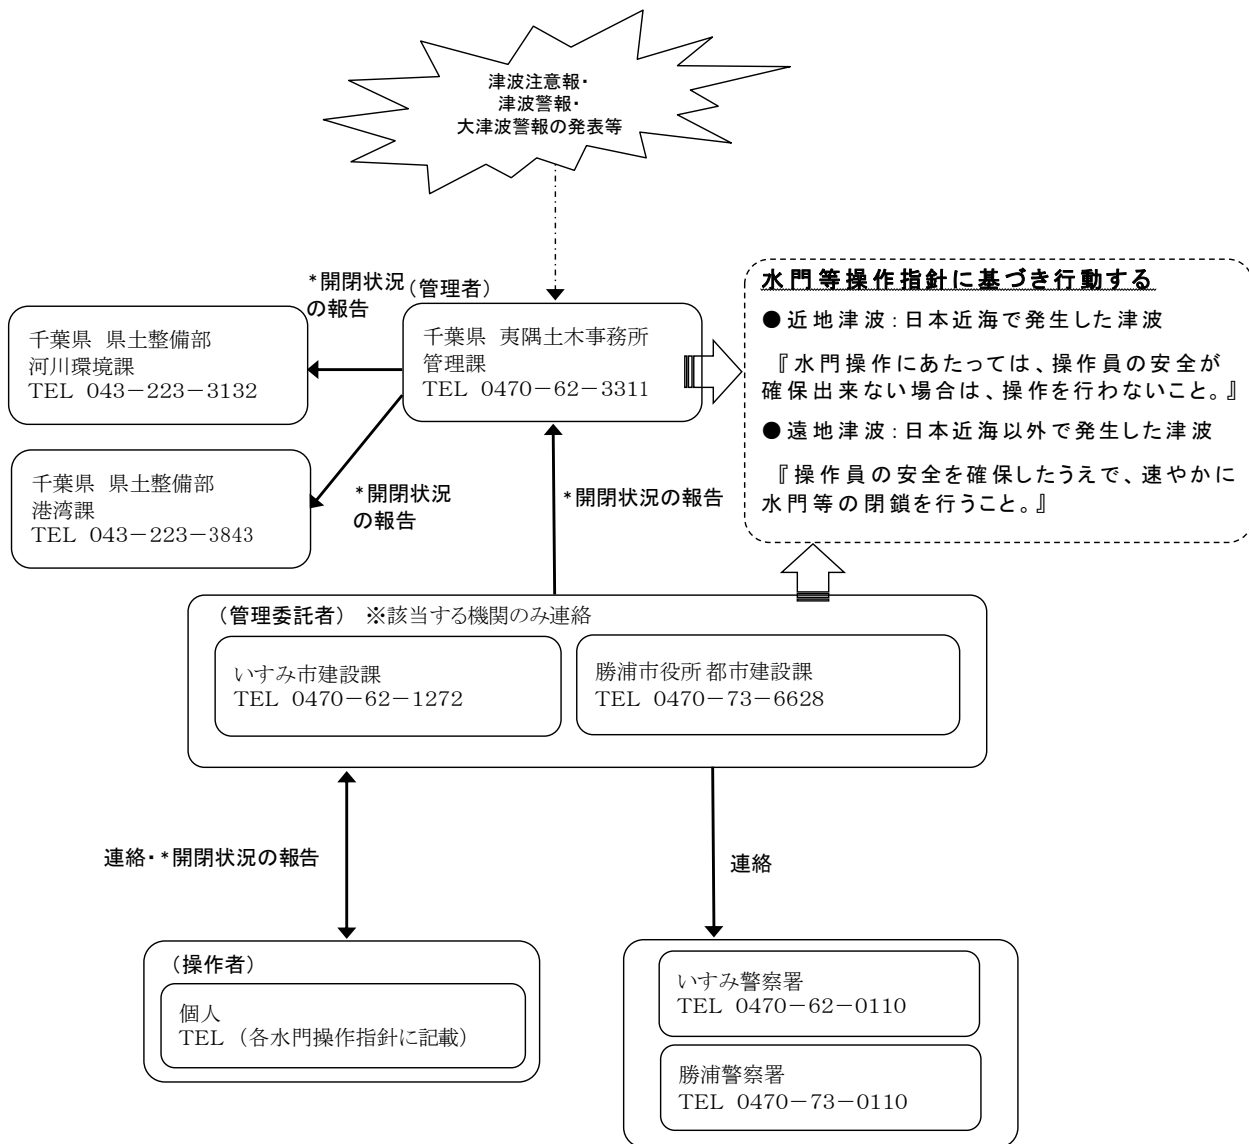 津波注意報・
津波警報・
大津波警報の発表等
*開閉状況
の報告
（管理者）
千葉県　夷隅土木事務所
管理課
TEL 0470－62－3311
千葉県　県土整備部
河川環境課
TEL 043－223－3132
千葉県　県土整備部
港湾課
TEL 043－223－3843
*開閉状況
の報告
*開閉状況の報告
水門等操作指針に基づき行動する
●近地津波：日本近海で発生した津波
『水門操作にあたっては、操作員の安全が
確保出来ない場合は、操作を行わないこと。』
●遠地津波：日本近海以外で発生した津波
『操作員の安全を確保したうえで、速やかに
水門等の閉鎖を行うこと。』
（管理委託者）　※該当する機関のみ連絡
いすみ市建設課
TEL 0470－62－1272
勝浦市役所 都市建設課
TEL 0470－73－6628
連絡・*開閉状況の報告
連絡
（操作者）
個人
TEL（各水門操作指針に記載）
いすみ警察署
TEL 0470－62－0110
勝浦警察署
TEL 0470－73－0110